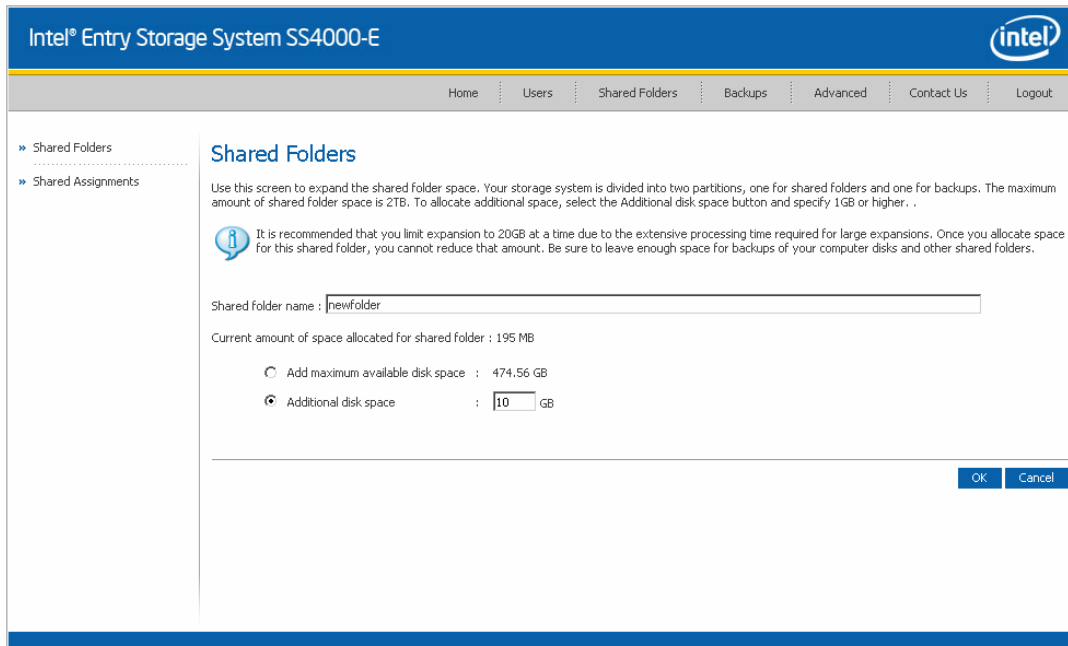 Intel® Entry Storage System SS4000-E
intel
Home
Users
Shared Folders
Backups
Advanced
Contact Us
Logout
» Shared Folders
» Shared Assignments
Shared Folders
Use this screen to expand the shared folder space. Your storage system is divided into two partitions, one for shared folders and one for backups. The maximum
amount of shared folder space is 2TB. To allocate additional space, select the Additional disk space button and specify 1GB or higher. .
It is recommended that you limit expansion to 20GB at a time due to the extensive processing time required for large expansions. Once you allocate space
for this shared folder, you cannot reduce that amount. Be sure to leave enough space for backups of your computer disks and other shared folders.
Shared folder name : newfolder
Current amount of space allocated for shared folder : 195 MB
Add maximum available disk space : 474.56 GB
Additional disk space : 10 GB
OK
Cancel